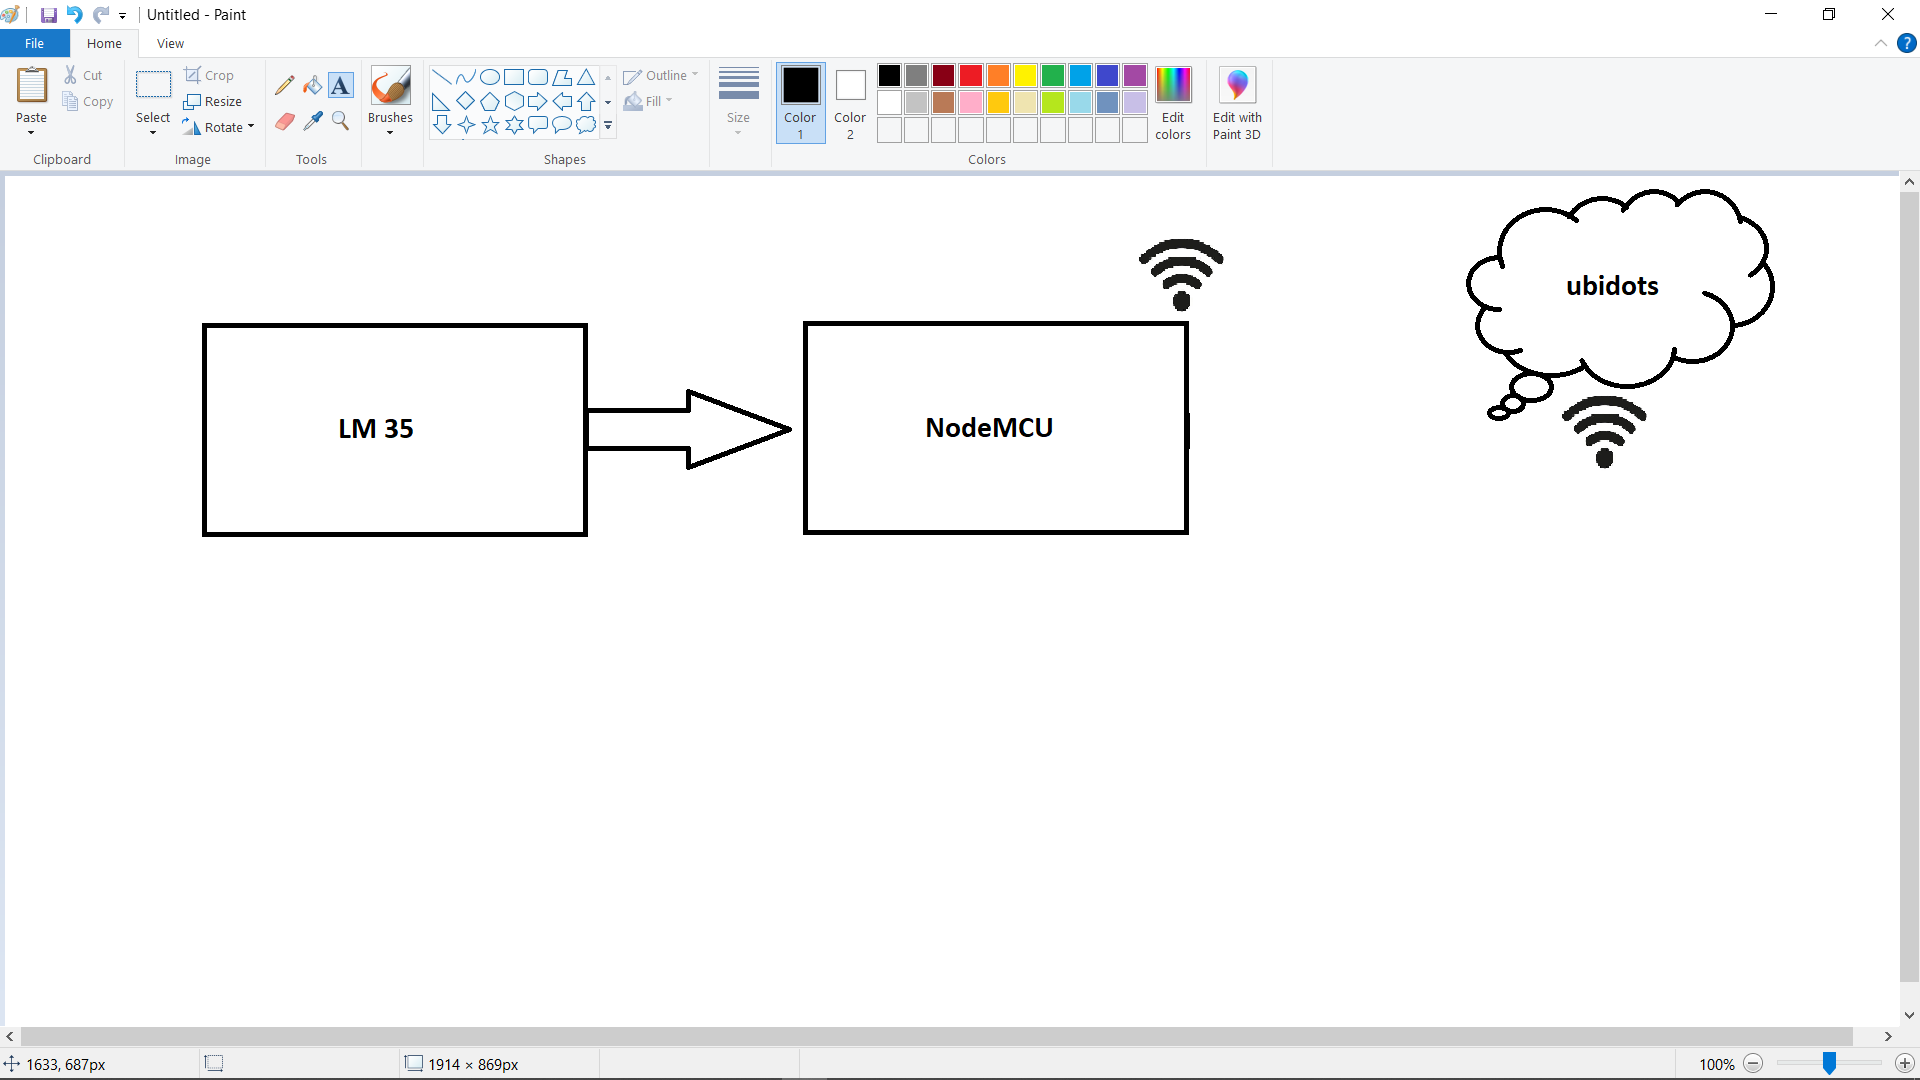 Untitled - Paint
File Home View
Paste
Cut
Copy
Clipboard
Select
Crop
Resize
Rotate
Image
A
Tools
Brushes
Outline
Fill
Shapes
Size
Color 1
Color 2
Edit colors
Colors
Edit with Paint 3D
?
ubidots
LM 35
NodeMCU
1633, 687px
1914 × 869px
100%